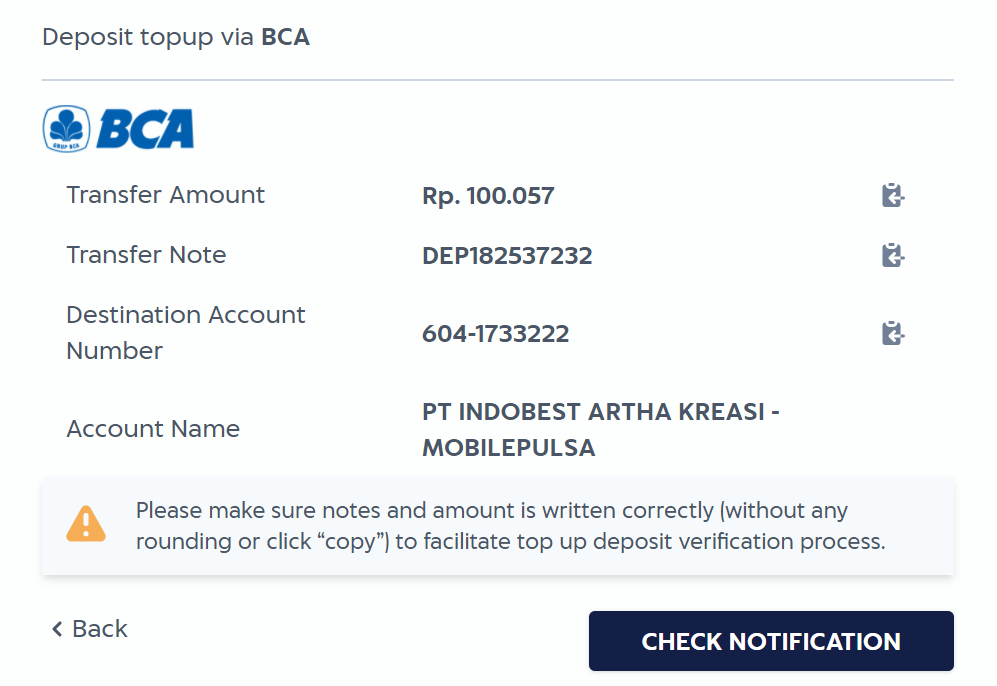 Deposit topup via BCA
GRUP BCA
BCA
Transfer Amount Rp. 100.057
Transfer Note DEP182537232
Destination Account
Number 604-1733222
Account Name PT INDOBEST ARTHA KREASI -
MOBILEPULSA
Please make sure notes and amount is written correctly (without any
rounding or click “copy”) to facilitate top up deposit verification process.
Back
CHECK NOTIFICATION